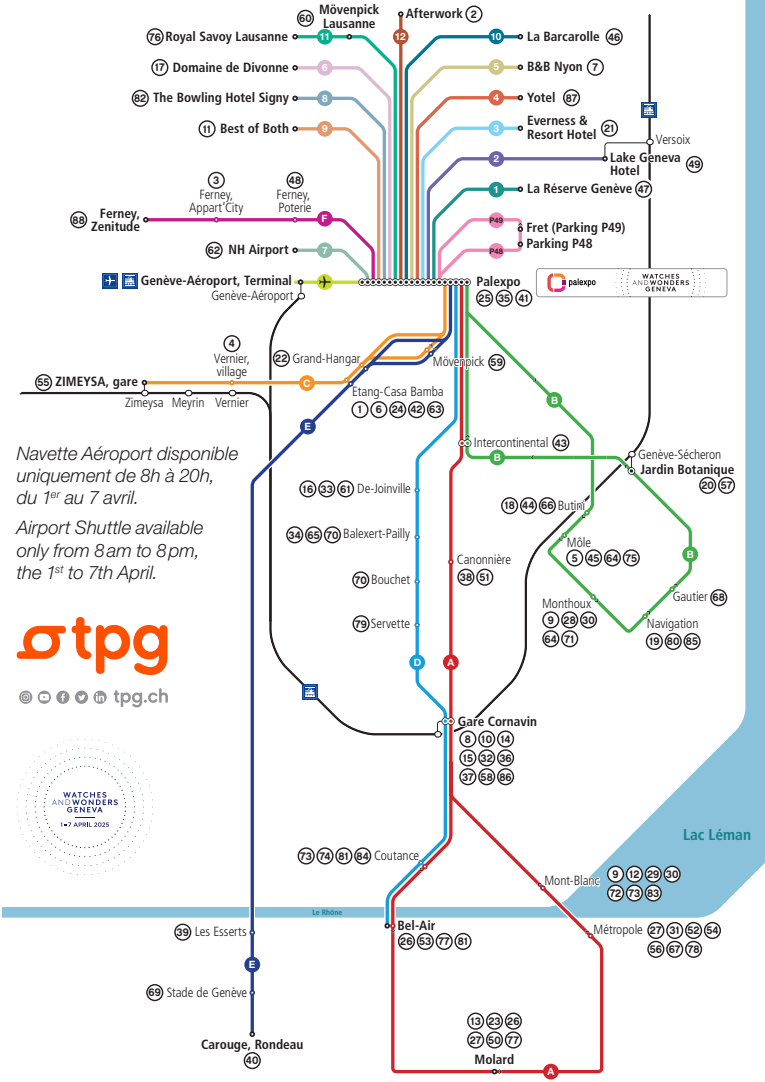 60 Mövenpick
Lausanne
Afterwork 2
12
76 Royal Savoy Lausanne 11
10 La Barcarolle 46
17 Domaine de Divonne 6
5 B&B Nyon 7
82 The Bowling Hotel Signy 8
4 Yotel 87
11 Best of Both 9
3 Everness &
Resort Hotel 21
Versoix
2 Lake Geneva
Hotel 49
3
Ferney,
Appart'City
48
Ferney,
Poterie
1 La Réserve Genève 47
88 Ferney,
Zenitude
F
P49 Fret (Parking P49)
P48 Parking P48
62 NH Airport 7
Genève-Aéroport, Terminal
Genève-Aéroport
Palexpo
25 35 41
palexpo
WATCHES
AND WONDERS
GENEVA
4
Vernier,
village
22 Grand-Hangar
Mövenpick 59
55 ZIMEYSA, gare
C
Zimeysa Meyrin Vernier
Etang-Casa Bamba
1 6 24 42 63
B
E
Intercontinental 43
B
Genève-Sécheron
Jardin Botanique
20 57
Navette Aéroport disponible
uniquement de 8h à 20h,
du 1er au 7 avril.
Airport Shuttle available
only from 8 am to 8 pm,
the 1st to 7th April.
16 33 61 De-Joinville
18 44 66 Butini
34 65 70 Balexert-Pailly
Môle
5 45 64 75
B
70 Bouchet
Canonnière
38 51
Monthoux
9 28 30
64 71
Gautier 68
79 Servette
Navigation
19 80 85
D
A
tpg
tpg.ch
Gare Cornavin
8 10 14
15 32 36
37 58 86
WATCHES
AND WONDERS
GENEVA
1-7 APRIL 2025
Lac Léman
73 74 81 84 Coutance
Mont-Blanc
9 12 29 30
72 73 83
Le Rhône
39 Les Esserts
Bel-Air
26 53 77 81
Métropole 27 31 52 54
56 67 78
E
69 Stade de Genève
13 23 26
27 50 77
Molard
A
Carouge, Rondeau
40